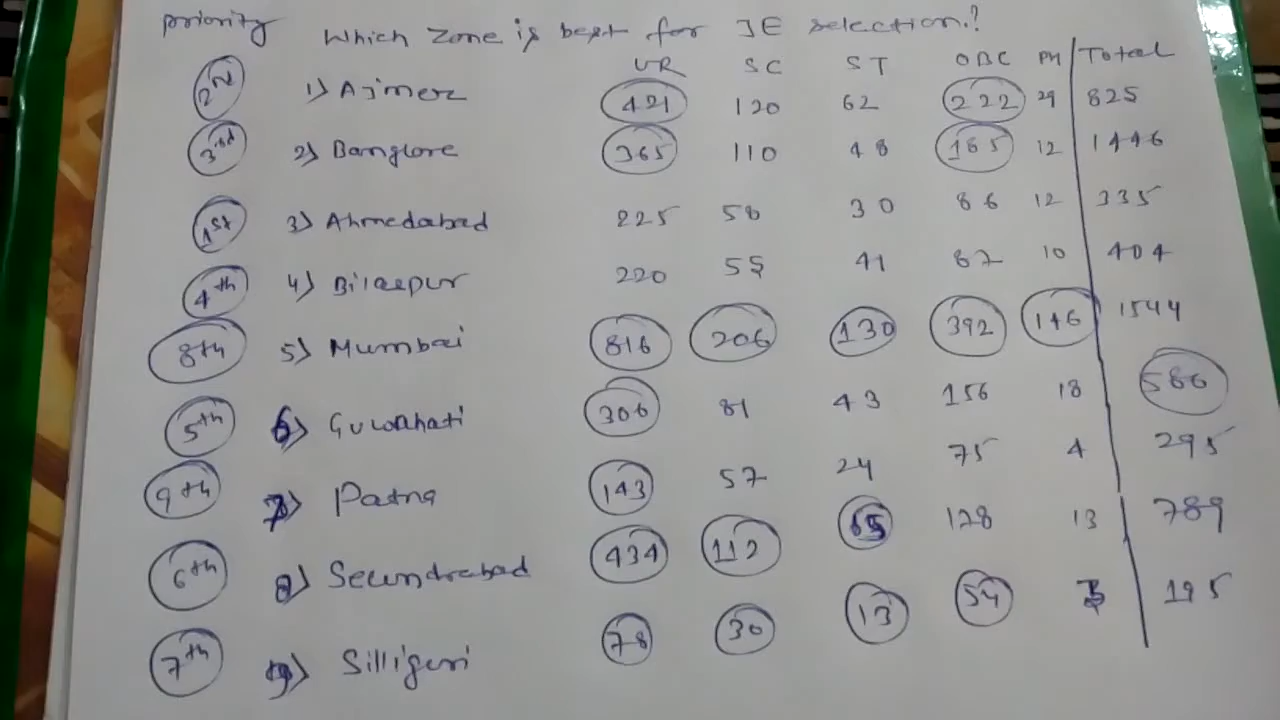 priority Which Zone is best for JE selection.?
UR SC ST OBC PH Total
2nd 1) Ajmer 421 120 62 222 29 825
3rd 2) Banglore 365 110 48 185 12 1446
1st 3) Ahmedabad 225 58 30 86 12 335
4th 4) Bilaspur 220 55 41 87 10 404
8th 5) Mumbai 816 206 130 392 146 1544
5th 6) Guwahati 306 81 43 156 18 586
9th 7) Patna 143 57 24 75 4 295
6th 8) Secundrabad 434 112 65 128 13 789
7th 9) Silliguri 78 30 13 54 195